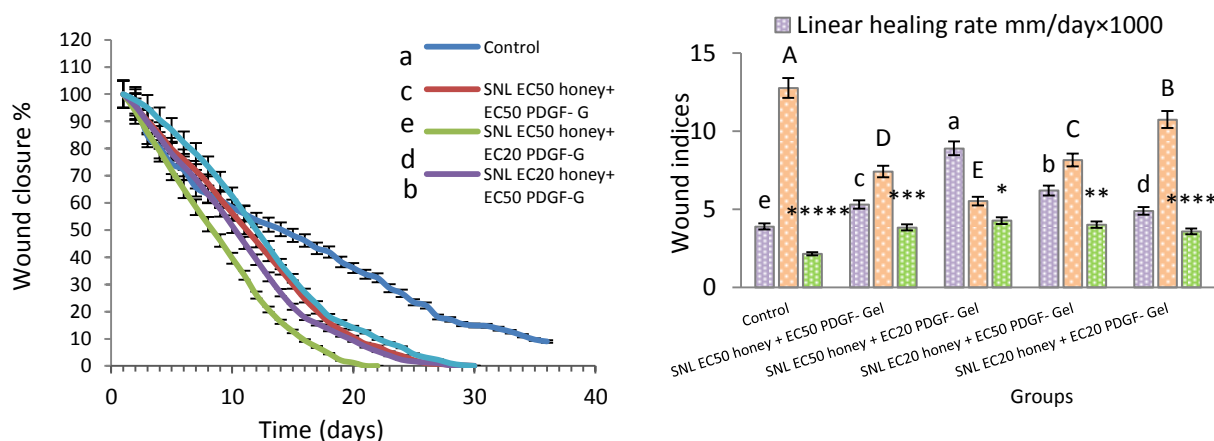 Wound closure %
120
110
100
90
80
70
60
50
40
30
20
10
0
0 10 20 30 40
Time (days)
a Control
c SNL EC50 honey+
EC50 PDGF- G
e SNL EC50 honey+
EC20 PDGF-G
d SNL EC20 honey+
b EC50 PDGF-G
Linear healing rate mm/day×1000
Wound indices
15
10
5
0
e A *****
c D ***
a E *
b C **
d B ****
Control
SNL EC50 honey + EC50 PDGF- Gel
SNL EC50 honey + EC20 PDGF- Gel
SNL EC20 honey + EC50 PDGF- Gel
SNL EC20 honey + EC20 PDGF- Gel
Groups